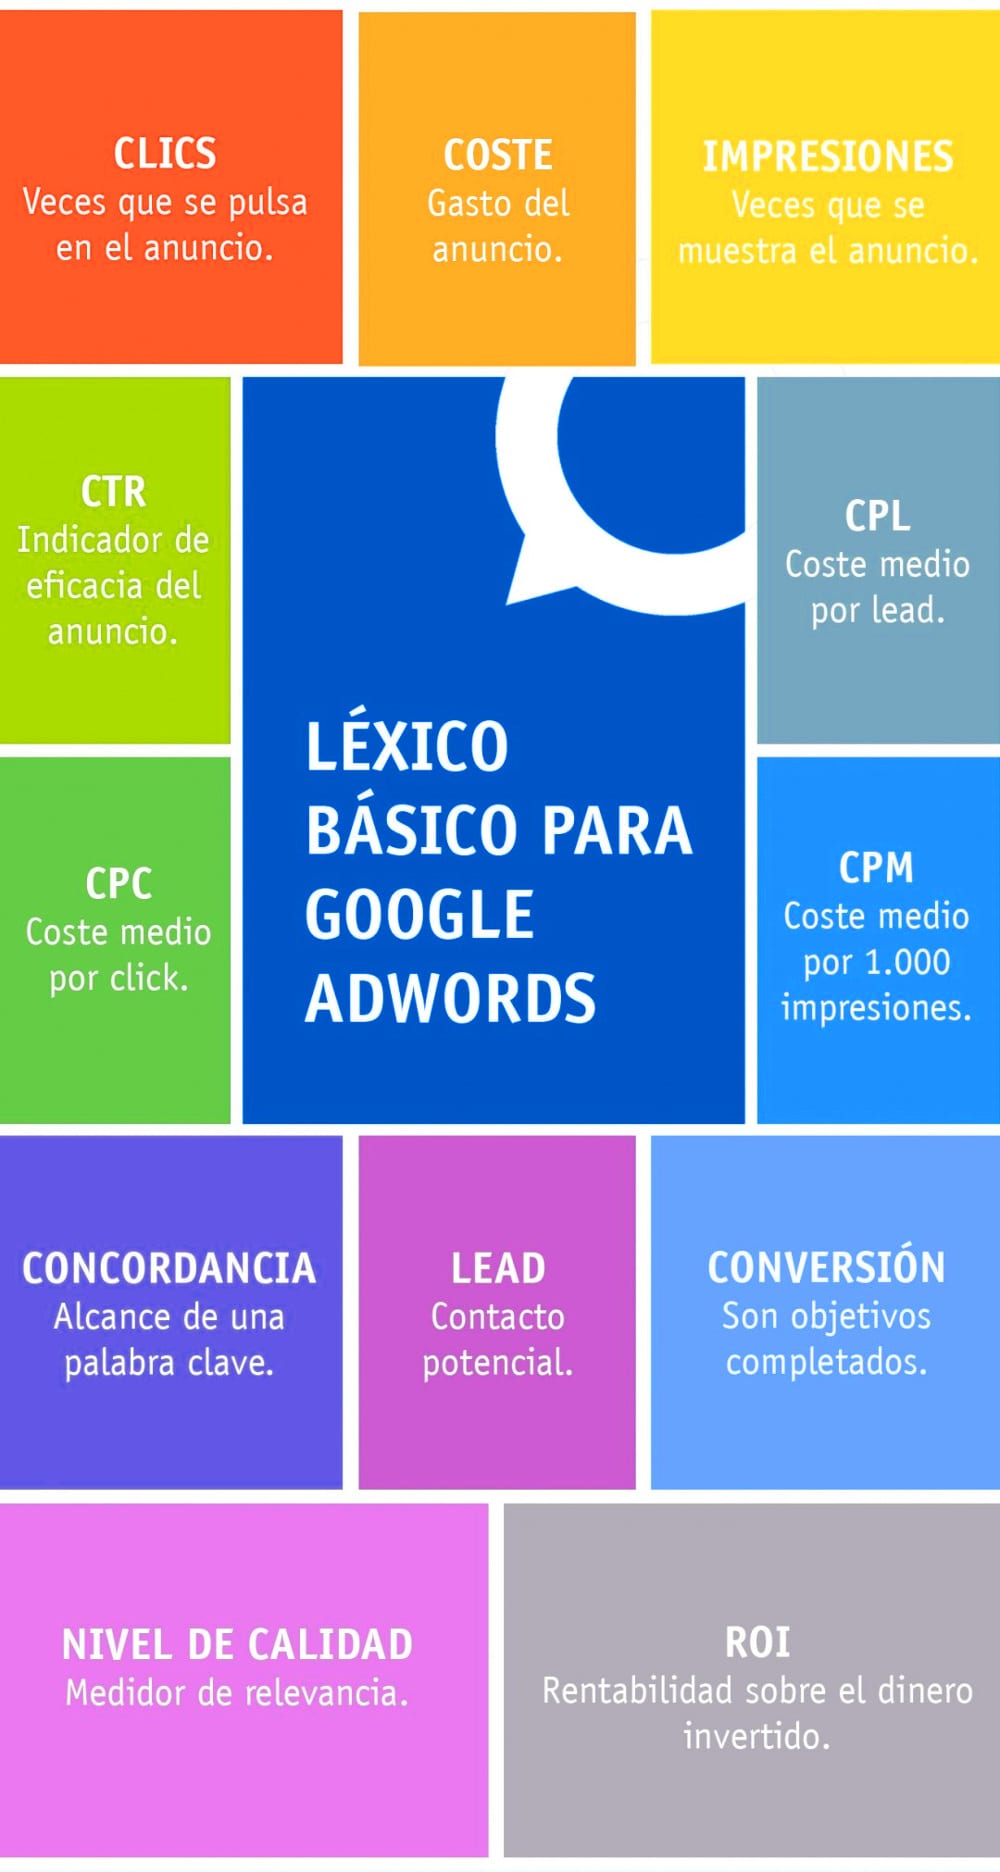 CLICS
Veces que se pulsa
en el anuncio.
COSTE
Gasto del
anuncio.
IMPRESIONES
Veces que se
muestra el anuncio.
CTR
Indicador de
eficacia del
anuncio.
LÉXICO
BÁSICO PARA
GOOGLE
ADWORDS
CPL
Coste medio
por lead.
CPC
Coste medio
por click.
CPM
Coste medio
por 1.000
impresiones.
CONCORDANCIA
Alcance de una
palabra clave.
LEAD
Contacto
potencial.
CONVERSIÓN
Son objetivos
completados.
NIVEL DE CALIDAD
Medidor de relevancia.
ROI
Rentabilidad sobre el dinero
invertido.